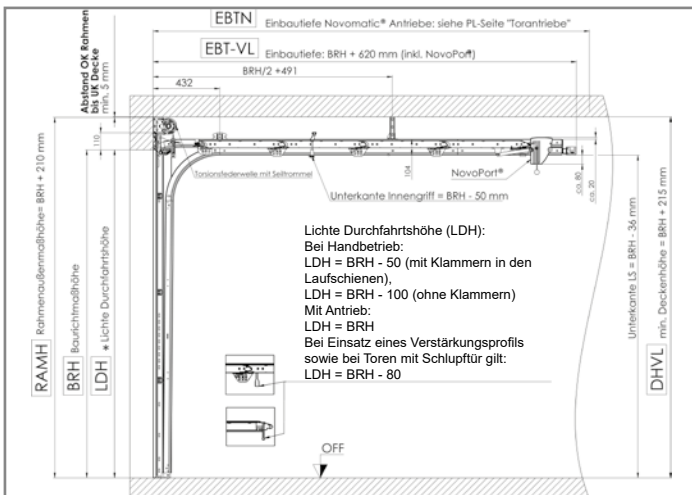 EBTN Einbautiefe Novomatic® Antriebe: siehe PL-Seite "Torantriebe"
EBT-VL Einbautiefe: BRH + 620 mm (inkl. NovoPort®)
BRH/2 +491
432
Abstand OK Rahmen
bis UK Decke
min. 5 mm
110
Torsionsfederwelle mit Seiltrommel
104
NovoPort®
ca. 80
ca. 20
Unterkante Innengriff = BRH - 50 mm
RAMH Rahmenaußenmaßhöhe= BRH + 210 mm
BRH Baurichtmaßhöhe
LDH * Lichte Durchfahrtshöhe
Lichte Durchfahrtshöhe (LDH):
Bei Handbetrieb:
LDH = BRH - 50 (mit Klammern in den
Laufschienen),
LDH = BRH - 100 (ohne Klammern)
Mit Antrieb:
LDH = BRH
Bei Einsatz eines Verstärkungsprofils
sowie bei Toren mit Schlupftür gilt:
LDH = BRH - 80
Unterkante LS = BRH - 36 mm
DHVL min. Deckenhöhe = BRH + 215 mm
OFF